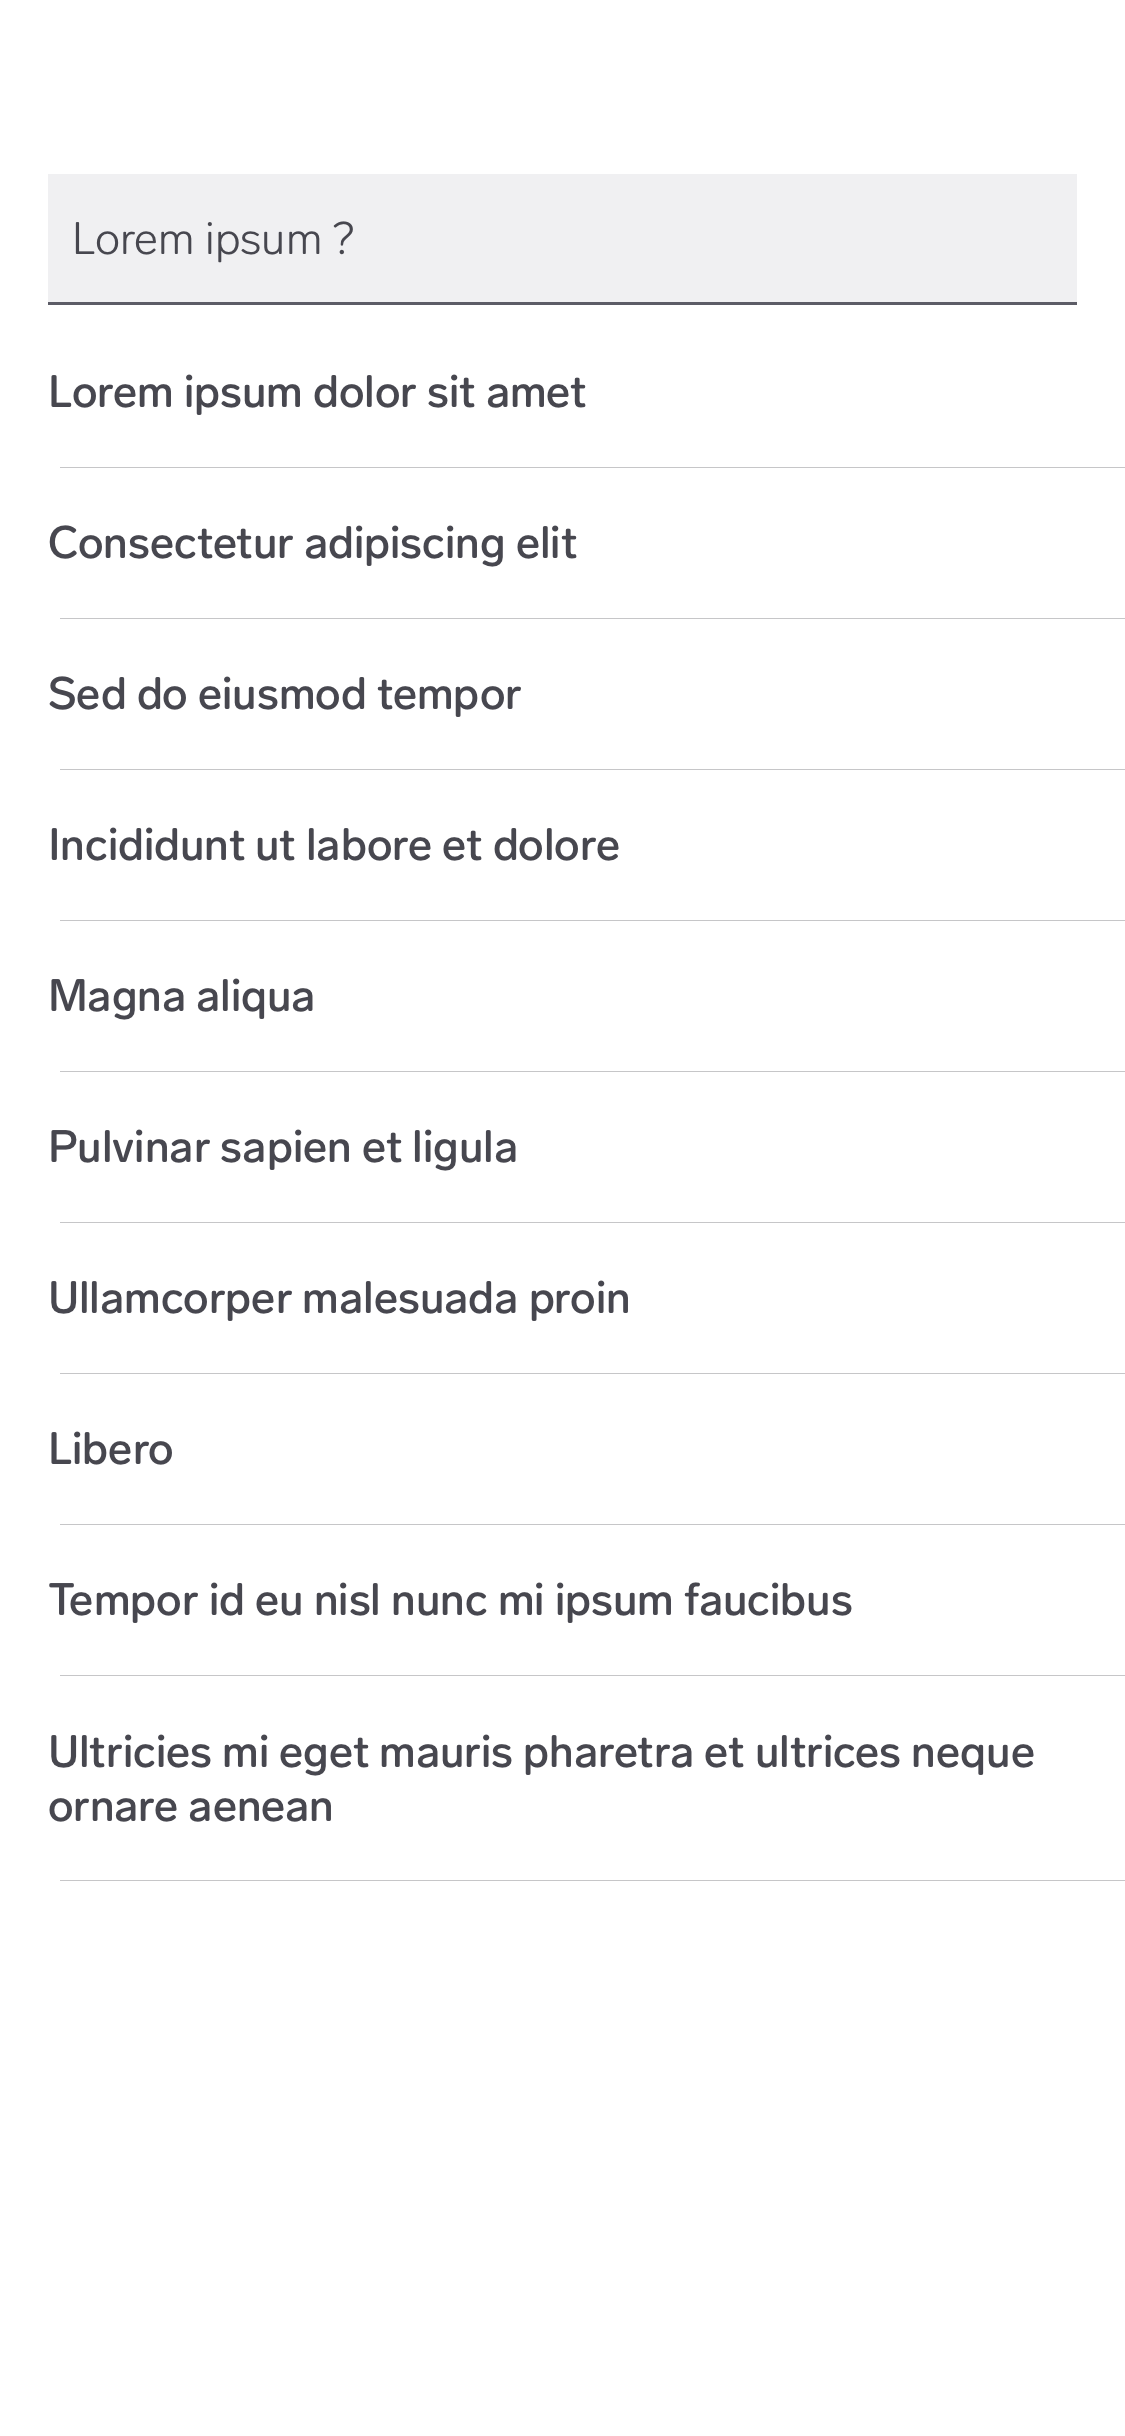 Lorem ipsum ?
Lorem ipsum dolor sit amet
Consectetur adipiscing elit
Sed do eiusmod tempor
Incididunt ut labore et dolore
Magna aliqua
Pulvinar sapien et ligula
Ullamcorper malesuada proin
Libero
Tempor id eu nisl nunc mi ipsum faucibus
Ultricies mi eget mauris pharetra et ultrices neque
ornare aenean